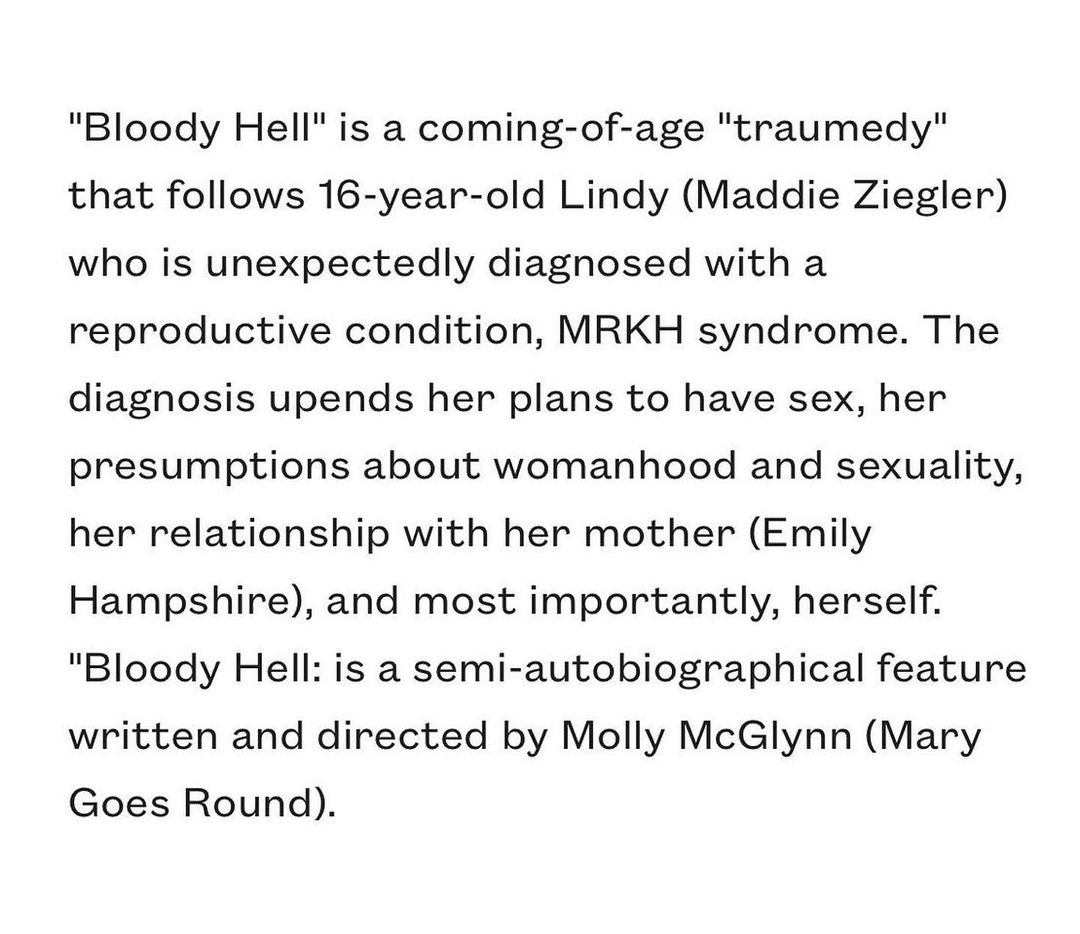 "Bloody Hell" is a coming-of-age "traumedy"
that follows 16-year-old Lindy (Maddie Ziegler)
who is unexpectedly diagnosed with a
reproductive condition, MRKH syndrome. The
diagnosis upends her plans to have sex, her
presumptions about womanhood and sexuality,
her relationship with her mother (Emily
Hampshire), and most importantly, herself.
"Bloody Hell: is a semi-autobiographical feature
written and directed by Molly McGlynn (Mary
Goes Round).